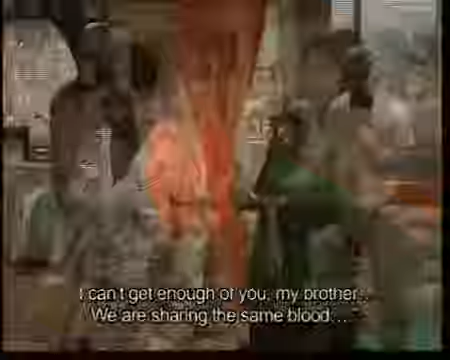 I can't get enough of you, my brother...
We are sharing the same blood...